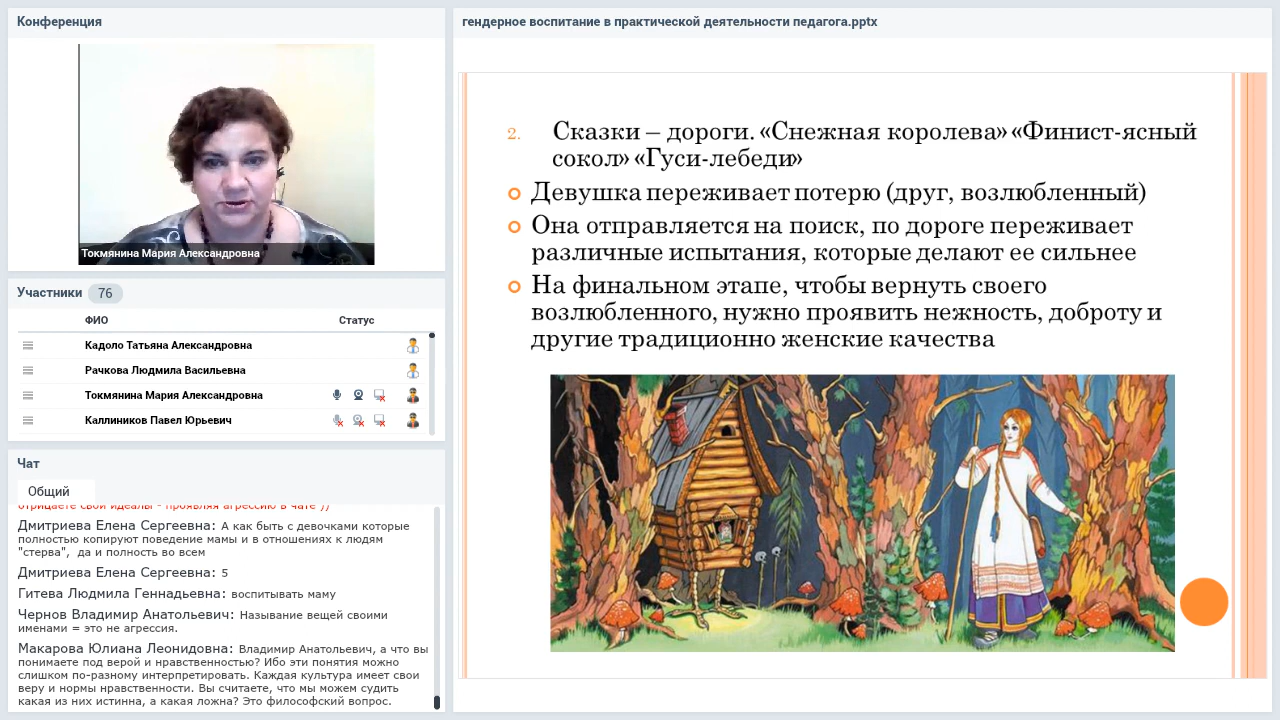 Конференция
Токмянина Мария Александровна
Участники 76
ФИО Статус
Кадоло Татьяна Александровна
Рачкова Людмила Васильевна
Токмянина Мария Александровна
Каллиников Павел Юрьевич
Чат
Общий
отрицаете свои идеалы - проявляя агрессию в чате ))
Дмитриева Елена Сергеевна: А как быть с девочками которые
полностью копируют поведение мамы и в отношениях к людям
"стерва", да и полность во всем
Дмитриева Елена Сергеевна: 5
Гитева Людмила Геннадьевна: воспитывать маму
Чернов Владимир Анатольевич: Называние вещей своими
именами = это не агрессия.
Макарова Юлиана Леонидовна: Владимир Анатольевич, а что вы
понимаете под верой и нравственностью? Ибо эти понятия можно
слишком по-разному интерпретировать. Каждая культура имеет свои
веру и нормы нравственности. Вы считаете, что мы можем судить
какая из них истинна, а какая ложна? Это философский вопрос.
гендерное воспитание в практической деятельности педагога.pptx
2. Сказки – дороги. «Снежная королева» «Финист-ясный
сокол» «Гуси-лебеди»
Девушка переживает потерю (друг, возлюбленный)
Она отправляется на поиск, по дороге переживает
различные испытания, которые делают ее сильнее
На финальном этапе, чтобы вернуть своего
возлюбленного, нужно проявить нежность, доброту и
другие традиционно женские качества